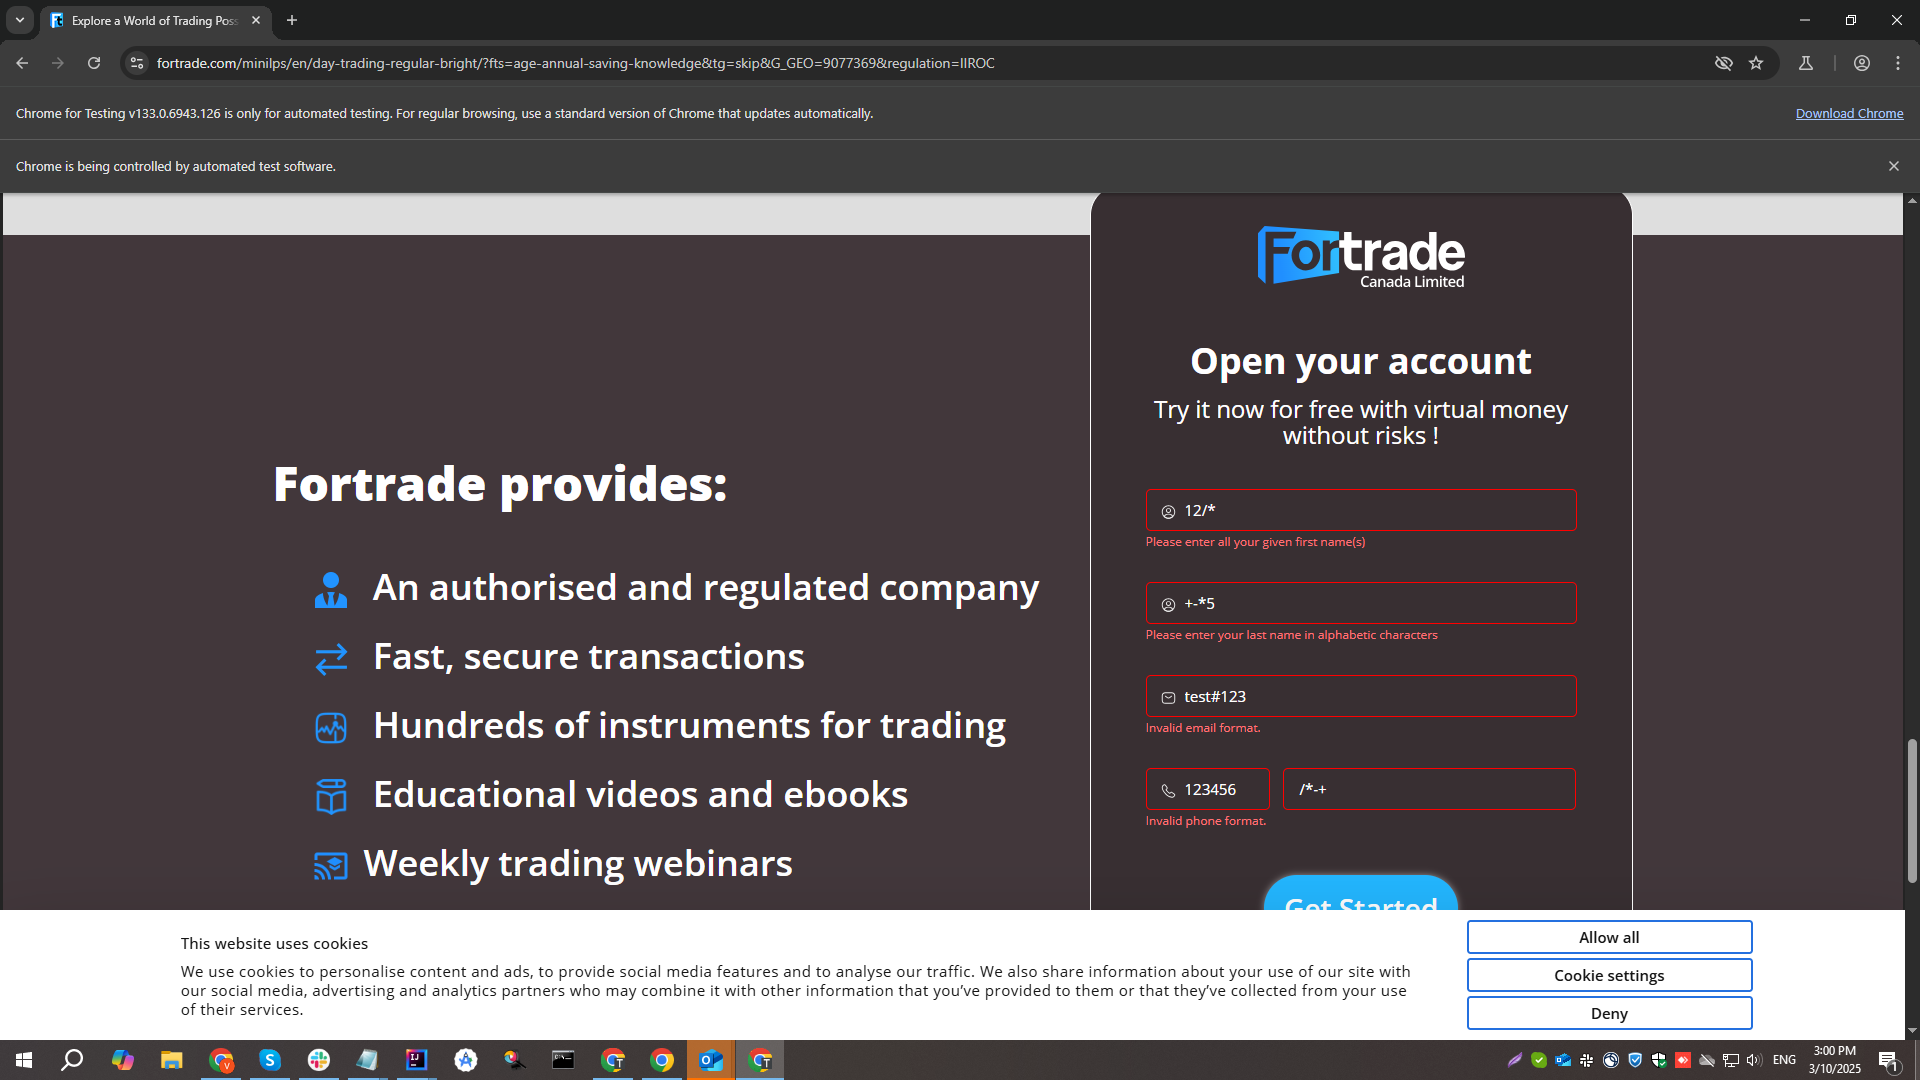 Explore a World of Trading Pos
fortrade.com/minilps/en/day-trading-regular-bright/?fts=age-annual-saving-knowledge&tg=skip&G_GEO=9077369&regulation=IIROC
Chrome for Testing v133.0.6943.126 is only for automated testing. For regular browsing, use a standard version of Chrome that updates automatically.
Download Chrome
Chrome is being controlled by automated test software.
Fortrade
Canada Limited
Open your account
Try it now for free with virtual money
without risks !
12/*
Please enter all your given first name(s)
+-*5
Please enter your last name in alphabetic characters
test#123
Invalid email format.
123456
/*-+
Invalid phone format.
Get Started
Fortrade provides:
An authorised and regulated company
Fast, secure transactions
Hundreds of instruments for trading
Educational videos and ebooks
Weekly trading webinars
This website uses cookies
We use cookies to personalise content and ads, to provide social media features and to analyse our traffic. We also share information about your use of our site with
our social media, advertising and analytics partners who may combine it with other information that you've provided to them or that they've collected from your use
of their services.
Allow all
Cookie settings
Deny
ENG
3:00 PM
3/10/2025
1